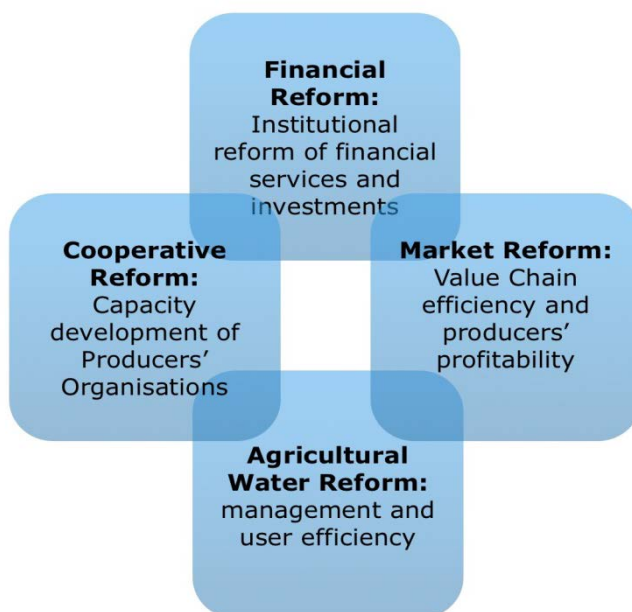 Financial
Reform:
Institutional
reform of financial
services and
investments
Cooperative
Reform:
Capacity
development of
Producers’
Organisations
Market Reform:
Value Chain
efficiency and
producers’
profitability
Agricultural
Water Reform:
management and
user efficiency